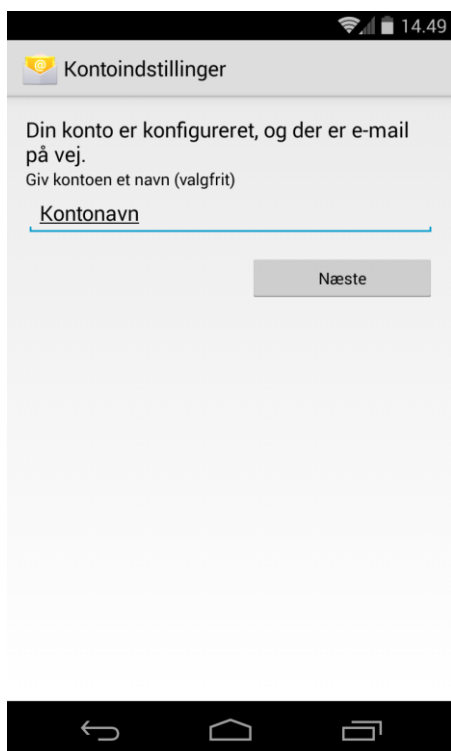 14.49
Kontoindstillinger
Din konto er konfigureret, og der er e-mail
på vej.
Giv kontoen et navn (valgfrit)
Kontonavn
Næste